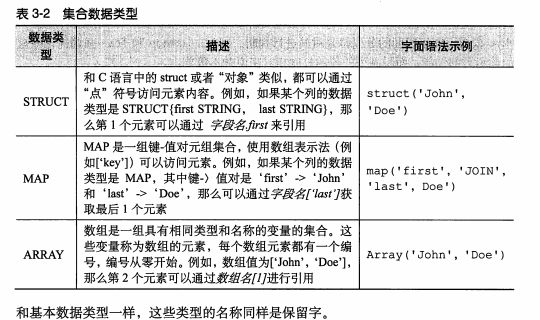 表 3-2 集合数据类型
数据类
型
描述
字面语法示例
STRUCT
和 C 语言中的 struct 或者“对象”类似，都可以通过
“点”符号访问元素内容。例如，如果某个列的数据
类型是 STRUCT{first STRING， last STRING}，那
么第 1 个元素可以通过 字段名.first 来引用
struct('John',
'Doe')
MAP
MAP 是一组键-值对元组集合，使用数组表示法（例
如['key']）可以访问元素。例如，如果某个列的数据
类型是 MAP，其中键-〉值对是‘first’-> ‘John’
和‘last’-> ‘Doe’，那么可以通过字段名['last']获
取最后 1 个元素
map('first', 'JOIN',
'last', Doe')
ARRAY
数组是一组具有相同类型和名称的变量的集合。这
些变量称为数组的元素，每个数组元素都有一个编
号，编号从零开始。例如，数组值为['John'，'Doe']，
那么第 2 个元素可以通过数组名[1]进行引用
Array('John', 'Doe')
和基本数据类型一样，这些类型的名称同样是保留字。